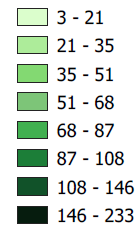 3 - 21
21 - 35
35 - 51
51 - 68
68 - 87
87 - 108
108 - 146
146 - 233